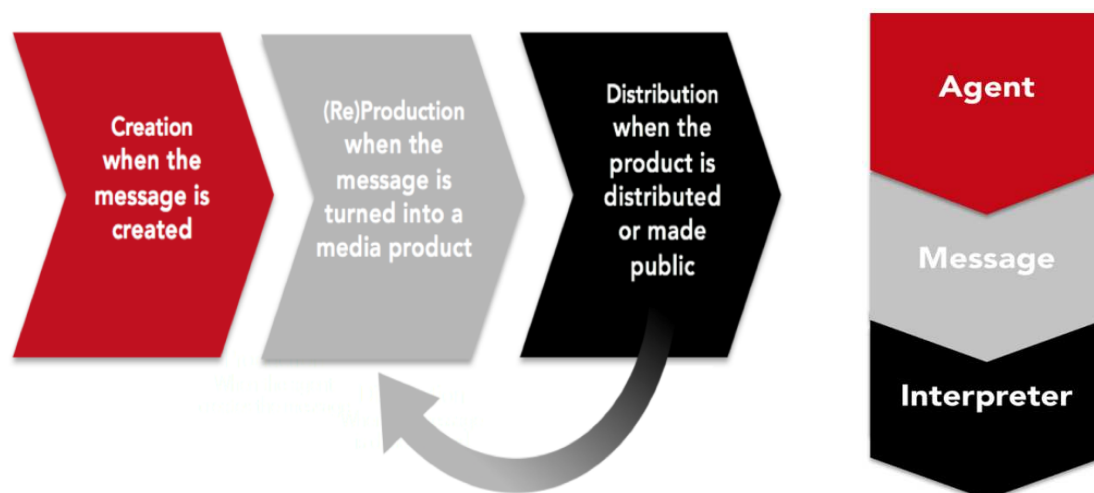 Creation
when the
message is
created
(Re)Production
when the
message is
turned into a
media product
Distribution
when the
product is
distributed
or made
public
Agent
Message
Interpreter